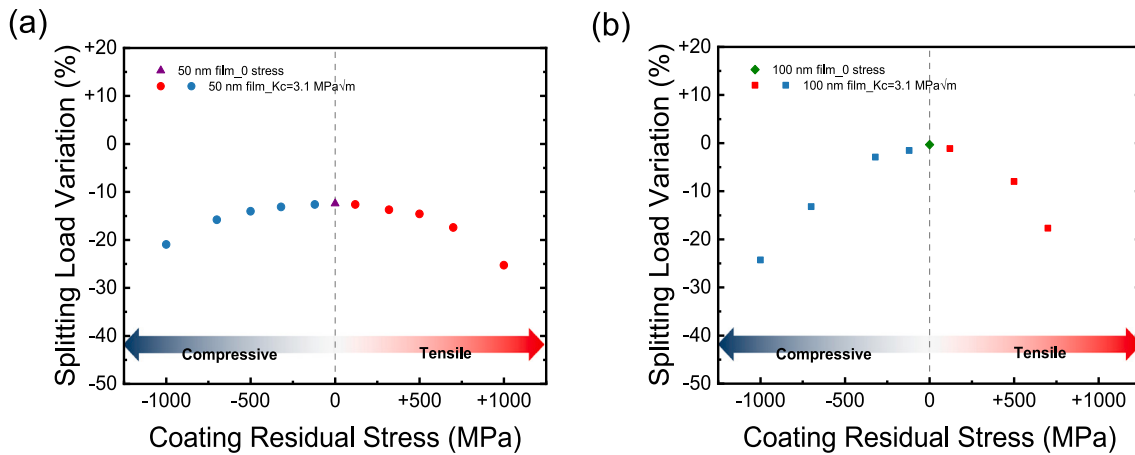 (a)
+20
+10
0
-10
-20
-30
-40
-50
Splitting Load Variation (%)
50 nm film_0 stress
50 nm film_Kc=3.1 MPa√m
Compressive
Tensile
-1000
-500
0
+500
+1000
Coating Residual Stress (MPa)
(b)
+20
+10
0
-10
-20
-30
-40
-50
Splitting Load Variation (%)
100 nm film_0 stress
100 nm film_Kc=3.1 MPa√m
Compressive
Tensile
-1000
-500
0
+500
+1000
Coating Residual Stress (MPa)